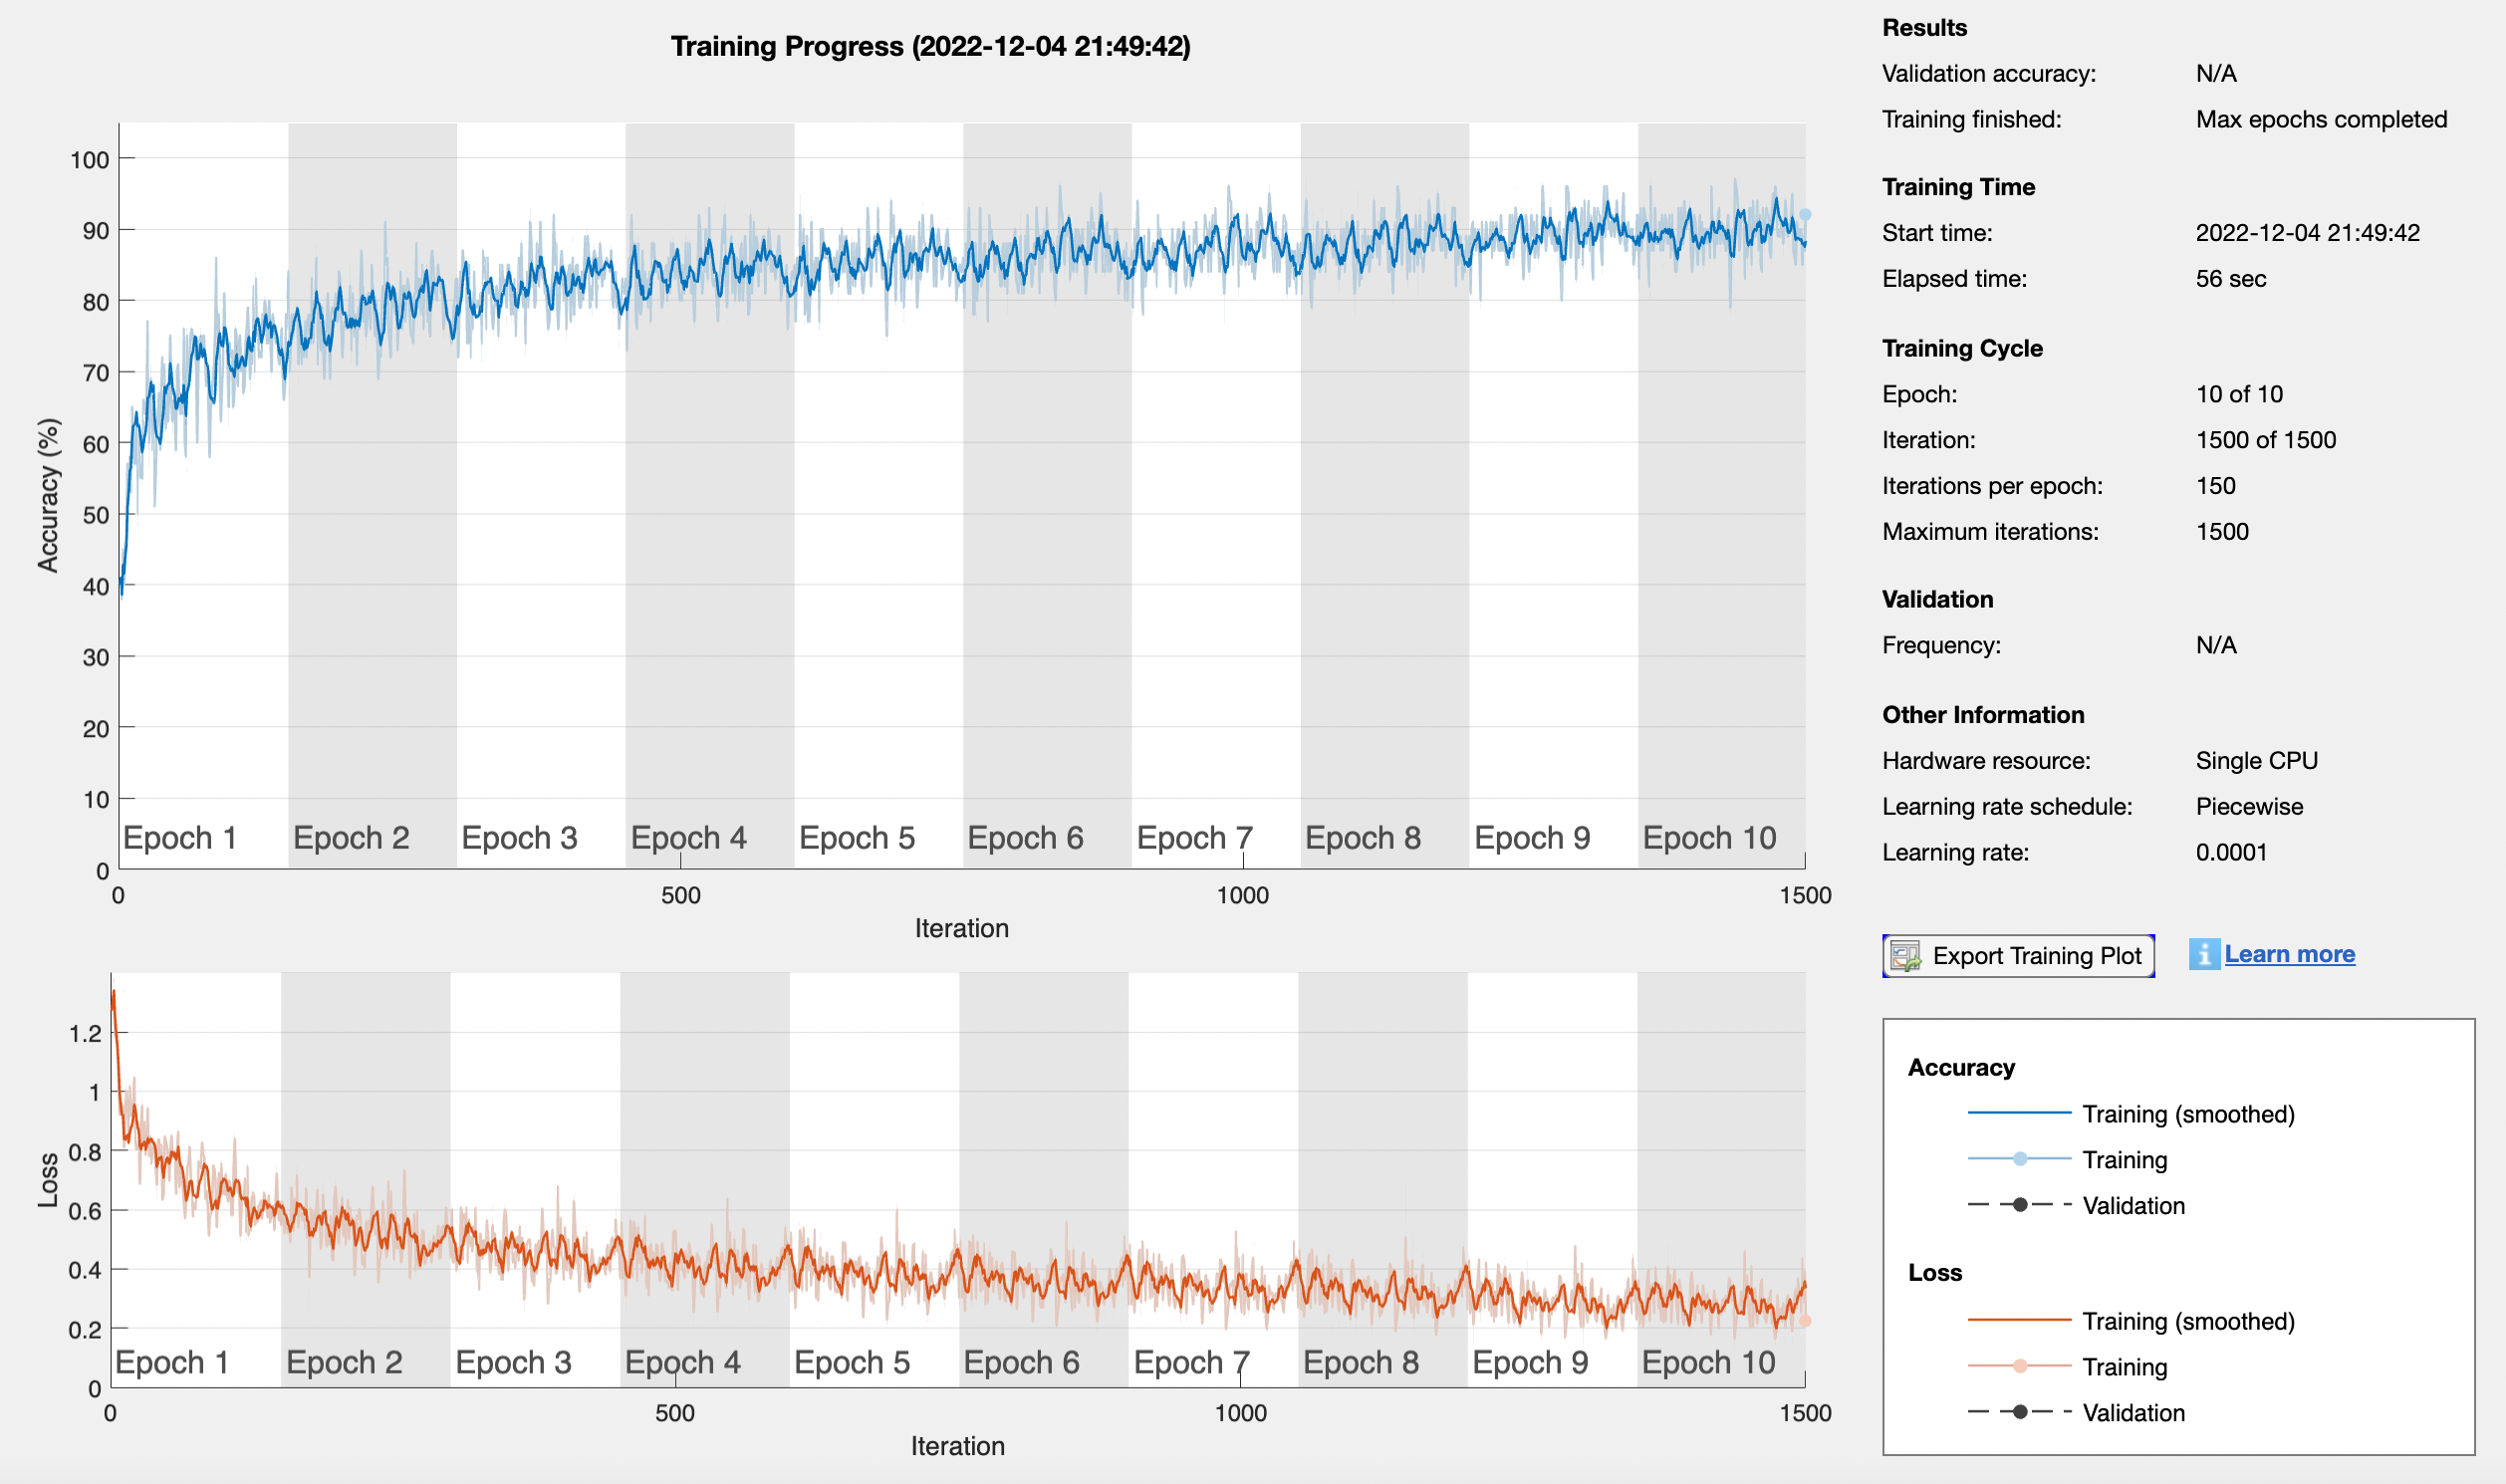 Training Progress (2022-12-04 21:49:42)
100
90
80
70
60
50
40
30
20
10
0
Accuracy (%)
Epoch 1 Epoch 2 Epoch 3 Epoch 4 Epoch 5 Epoch 6 Epoch 7 Epoch 8 Epoch 9 Epoch 10
0 500 1000 1500
Iteration
1.2
1
0.8
0.6
0.4
0.2
0
Loss
Epoch 1 Epoch 2 Epoch 3 Epoch 4 Epoch 5 Epoch 6 Epoch 7 Epoch 8 Epoch 9 Epoch 10
0 500 1000 1500
Iteration
Results
Validation accuracy: N/A
Training finished: Max epochs completed
Training Time
Start time: 2022-12-04 21:49:42
Elapsed time: 56 sec
Training Cycle
Epoch: 10 of 10
Iteration: 1500 of 1500
Iterations per epoch: 150
Maximum iterations: 1500
Validation
Frequency: N/A
Other Information
Hardware resource: Single CPU
Learning rate schedule: Piecewise
Learning rate: 0.0001
Export Training Plot
i Learn more
Accuracy
Training (smoothed)
Training
Validation
Loss
Training (smoothed)
Training
Validation